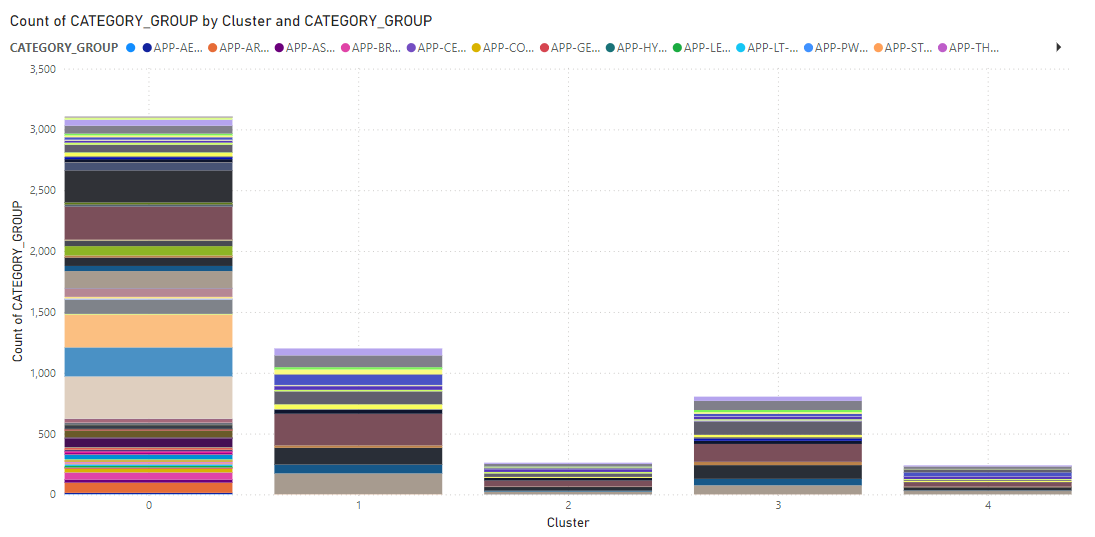 Count of CATEGORY_GROUP by Cluster and CATEGORY_GROUP
CATEGORY_GROUP APP-AE... APP-AR... APP-AS... APP-BR... APP-CE... APP-CO... APP-GE... APP-HY... APP-LE... APP-LT-... APP-PW... APP-ST... APP-TH...
3,500
3,000
2,500
2,000
1,500
1,000
500
0
Count of CATEGORY_GROUP
0 1 2 3 4
Cluster